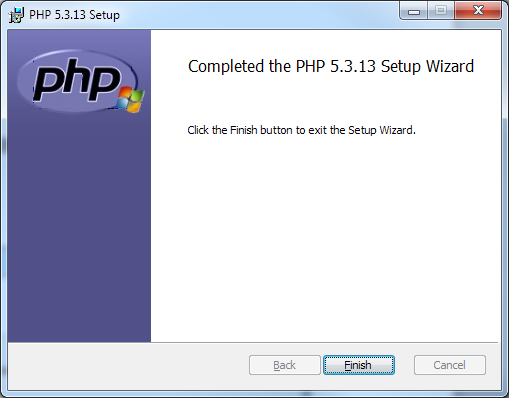 PHP 5.3.13 Setup
php
Completed the PHP 5.3.13 Setup Wizard
Click the Finish button to exit the Setup Wizard.
Back
Finish
Cancel